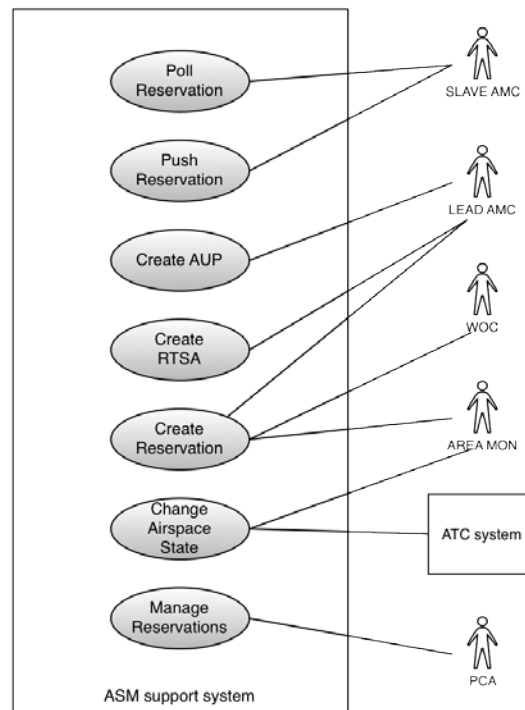 Poll
Reservation
SLAVE AMC
Push
Reservation
LEAD AMC
Create AUP
WOC
Create
RTSA
Create
Reservation
AREA MON
Change
Airspace
State
ATC system
Manage
Reservations
PCA
ASM support system